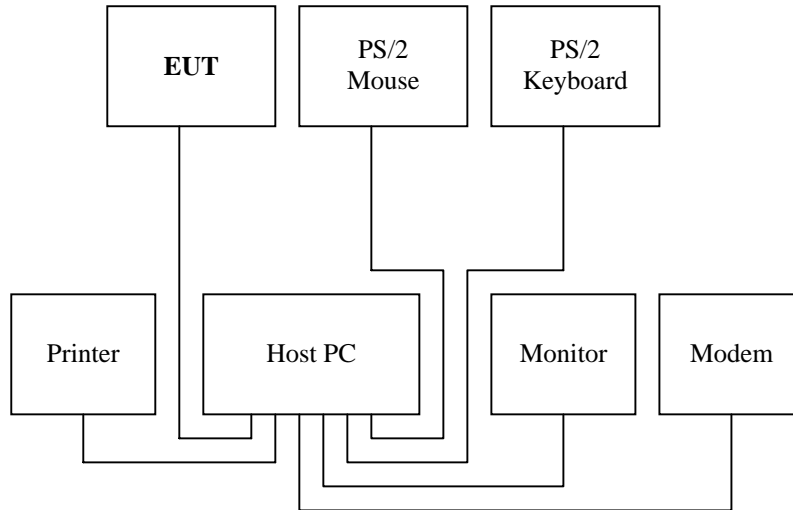 EUT
PS/2
Mouse
PS/2
Keyboard
Printer
Host PC
Monitor
Modem